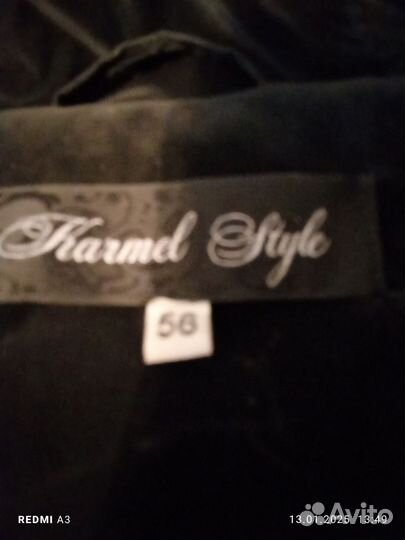 Karmel Style
56
REDMI A3
13.01.2025 13:49
Avito